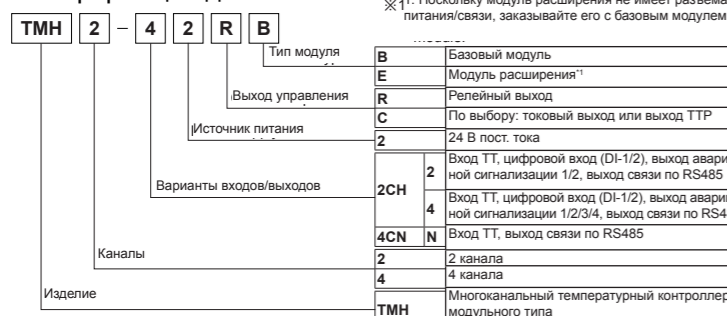 ※1
1. Поскольку модуль расширения не имеет разъема
питания/связи, заказывайте его с базовым модулем
TMH 2 – 4 2 R B
Тип модуля
B Базовый модуль
E Модуль расширения*1
Выход управления
R Релейный выход
C По выбору: токовый выход или выход ТТР
Источник питания
2 24 В пост. тока
Варианты входов/выходов
2CH
2 Вход ТТ, цифровой вход (DI-1/2), выход авари
ной сигнализации 1/2, выход связи по RS485
4 Вход ТТ, цифровой вход (DI-1/2), выход авари
ной сигнализации 1/2/3/4, выход связи по RS4
4CN N Вход ТТ, выход связи по RS485
Каналы
2 2 канала
4 4 канала
Изделие
TMH Многоканальный температурный контроллер
модульного типа